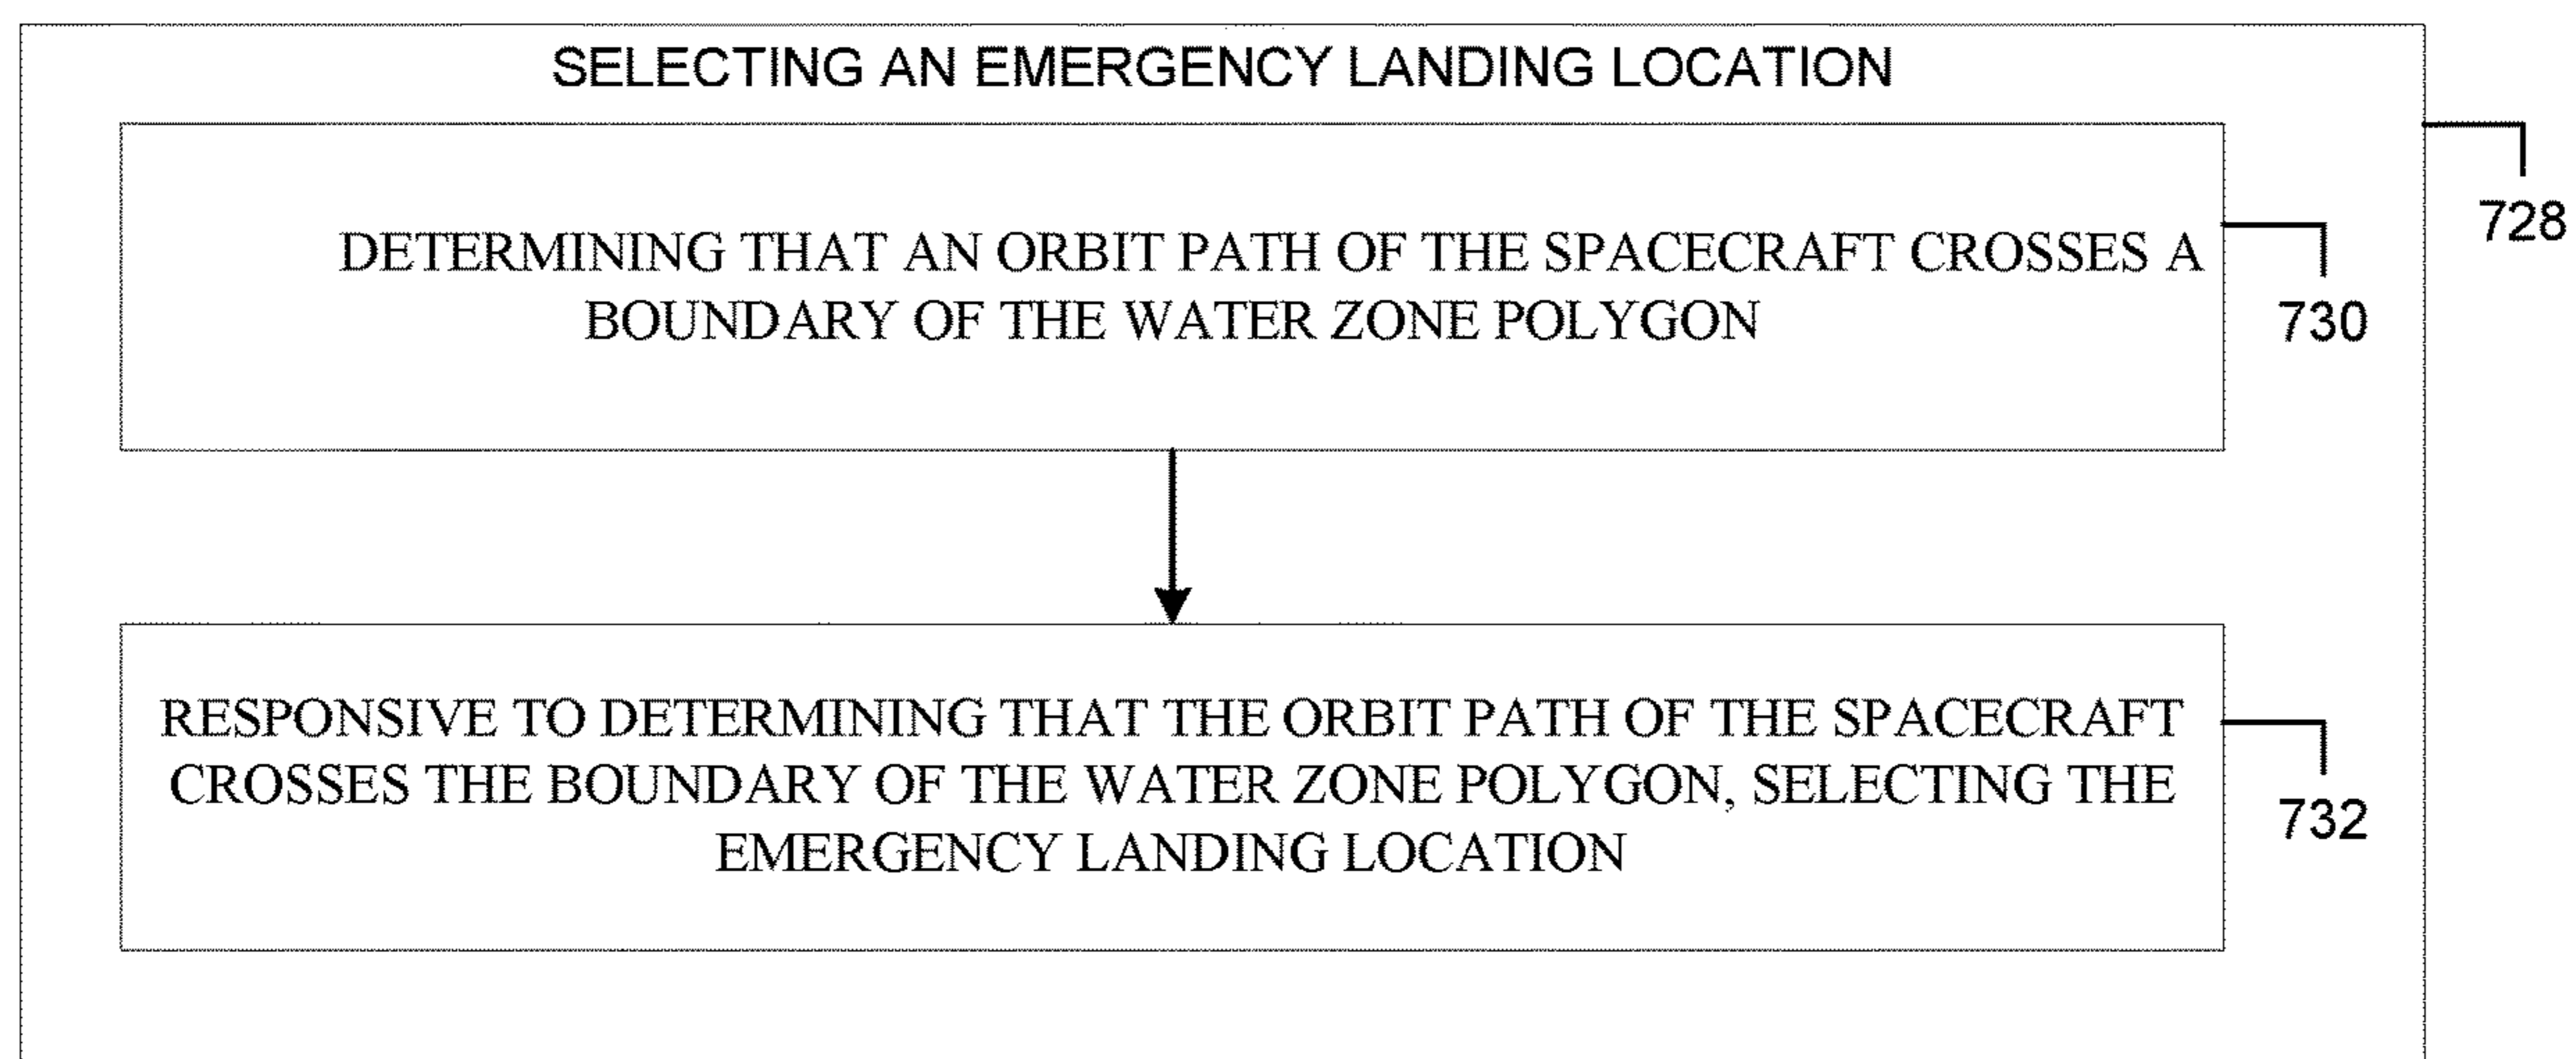 SELECTING AN EMERGENCY LANDING LOCATION
728
DETERMINING THAT AN ORBIT PATH OF THE SPACECRAFT CROSSES A
BOUNDARY OF THE WATER ZONE POLYGON
730
RESPONSIVE TO DETERMINING THAT THE ORBIT PATH OF THE SPACECRAFT
CROSSES THE BOUNDARY OF THE WATER ZONE POLYGON, SELECTING THE
EMERGENCY LANDING LOCATION
732